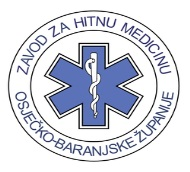 ZAVOD ZA HITNU MEDICINU
OSJEČKO-BARANJSKE ŽUPANIJE